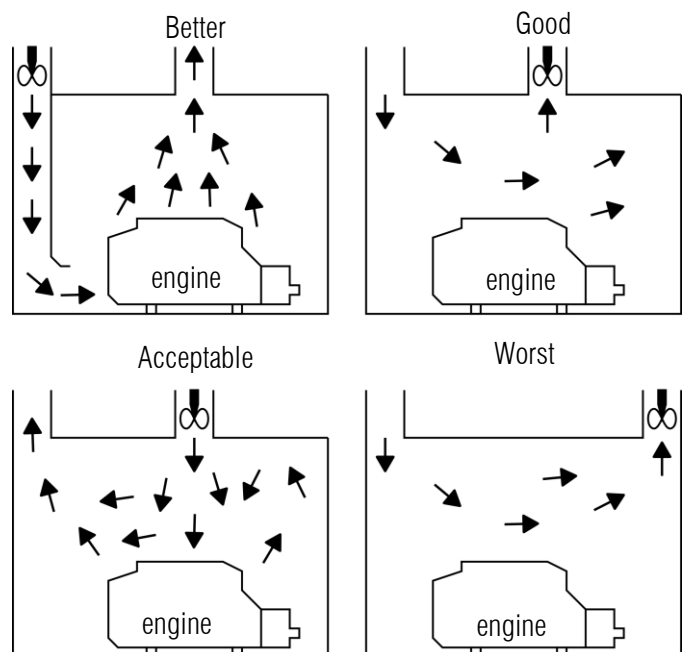 Better
Good
engine
engine
Acceptable
Worst
engine
engine